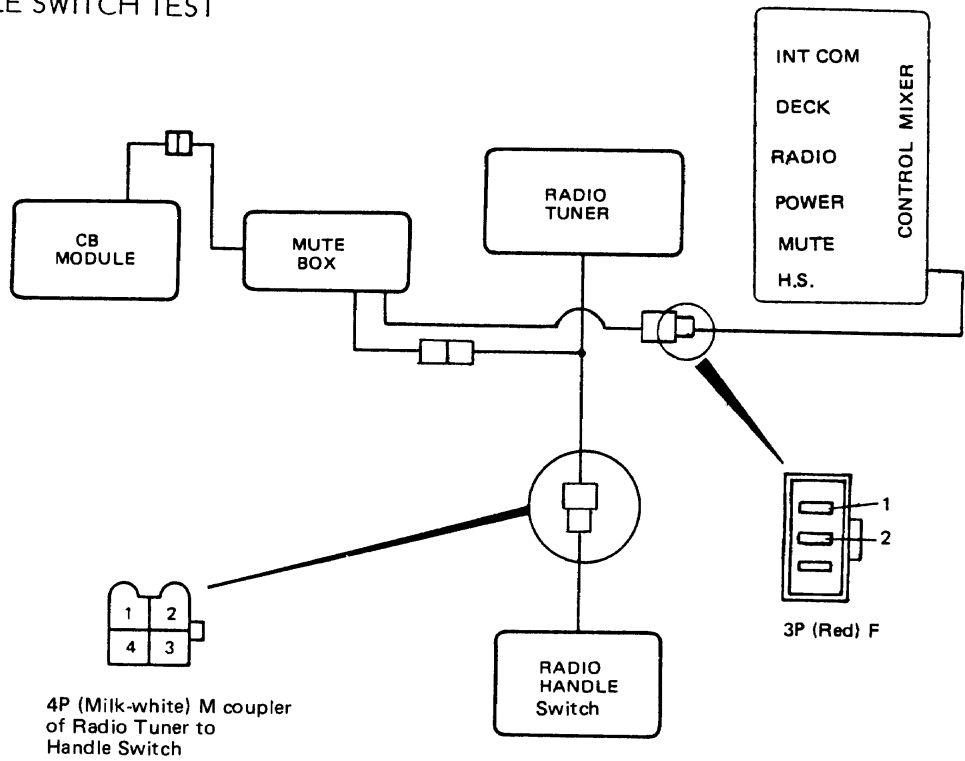 SWITCH TEST
INT COM
DECK
RADIO
POWER
MUTE
H.S.
CONTROL MIXER
RADIO
TUNER
CB
MODULE
MUTE
BOX
1
2
3P (Red) F
1 2
4 3
4P (Milk-white) M coupler
of Radio Tuner to
Handle Switch
RADIO
HANDLE
Switch